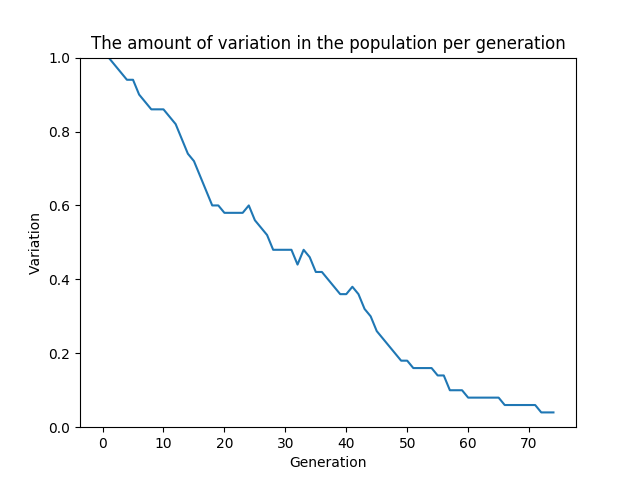 The amount of variation in the population per generation
1.0
0.8
0.6
0.4
0.2
0.0
Variation
0 10 20 30 40 50 60 70
Generation